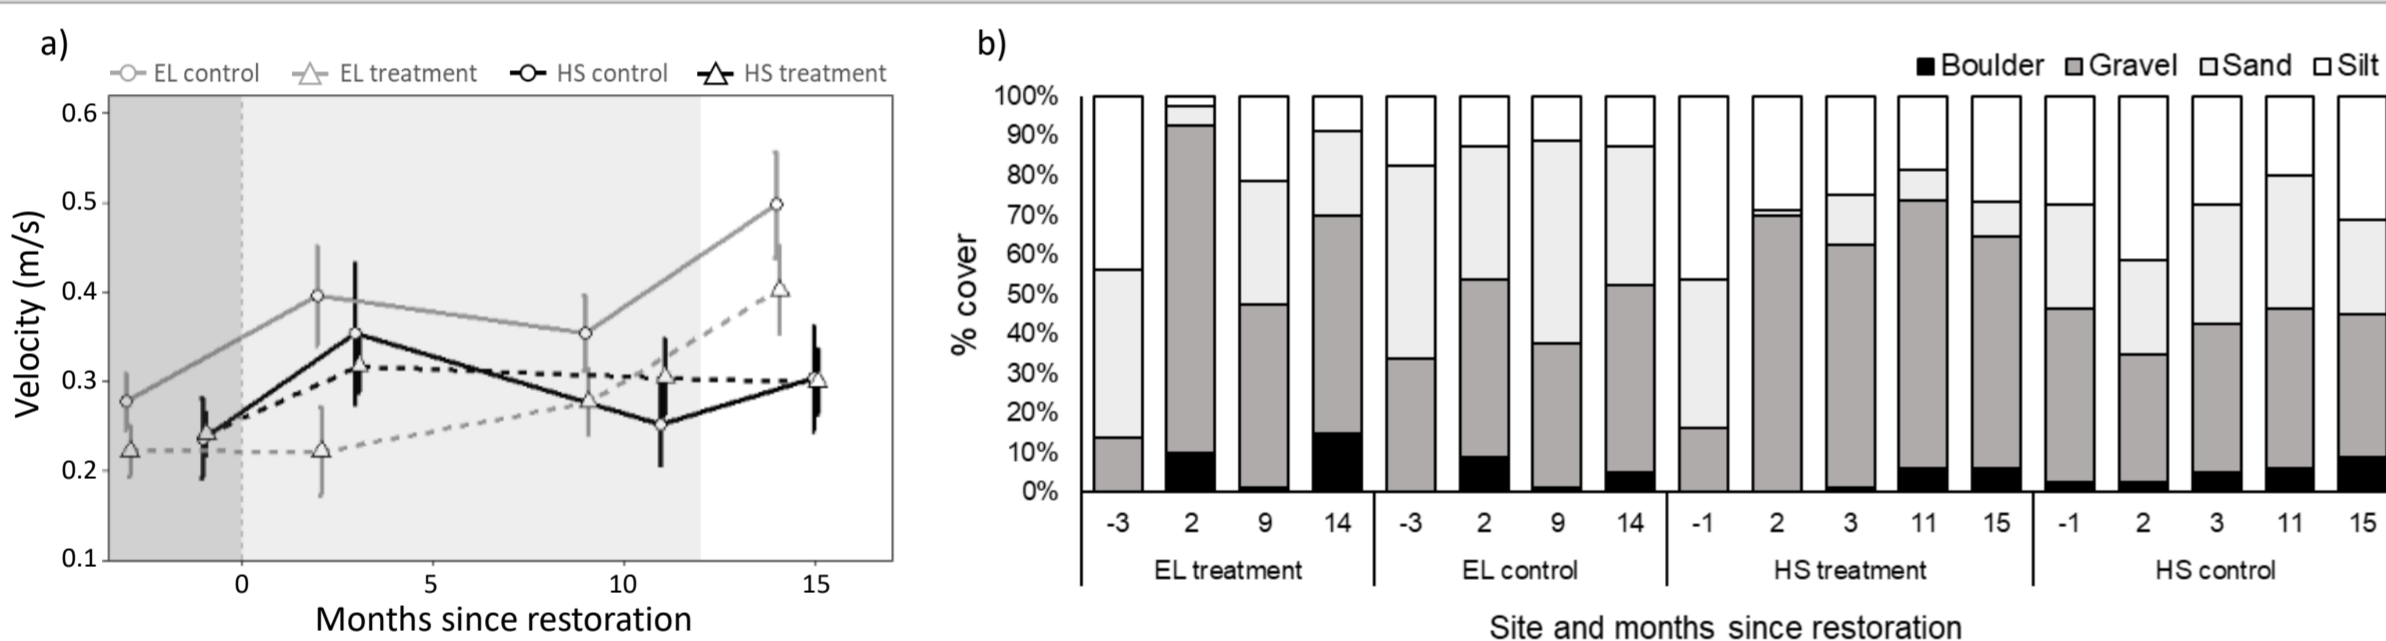 a)
EL control EL treatment HS control HS treatment
0.6
0.5
0.4
0.3
0.2
0.1
Velocity (m/s)
0 5 10 15
Months since restoration
b)
Boulder Gravel Sand Silt
100%
90%
80%
70%
60%
50%
40%
30%
20%
10%
0%
% cover
-3 2 9 14 -3 2 9 14 -1 2 3 11 15 -1 2 3 11 15
EL treatment EL control HS treatment HS control
Site and months since restoration